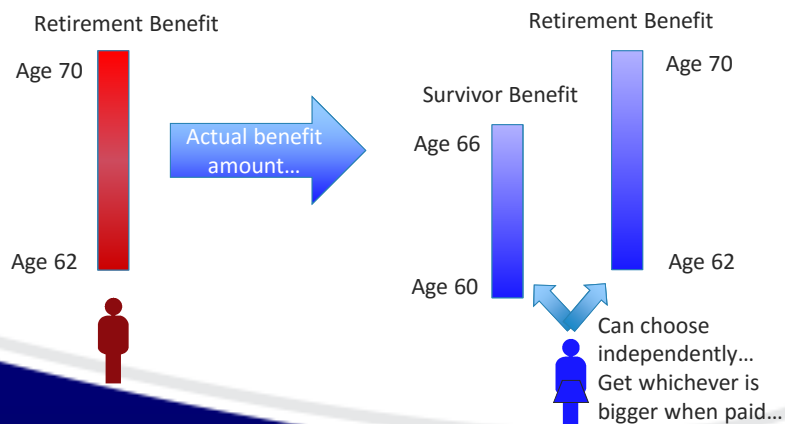 Retirement Benefit
Age 70
Age 62
Actual benefit
amount…
Survivor Benefit
Age 66
Age 60
Retirement Benefit
Age 70
Age 62
Can choose
independently…
Get whichever is
bigger when paid…